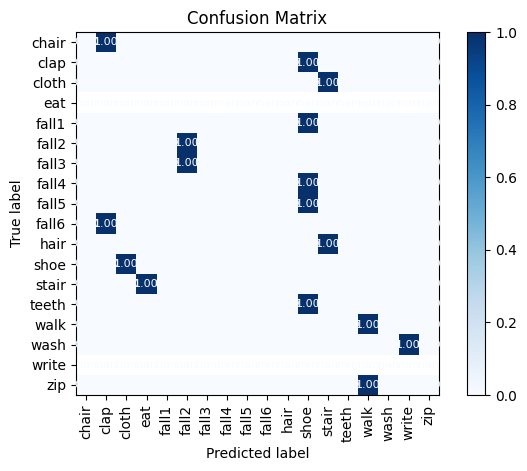 Confusion Matrix
chair 1.00
clap 1.00
cloth 1.00
eat
fall1 1.00
fall2 1.00
fall3 1.00
fall4 1.00
fall5 1.00
fall6 1.00
hair 1.00
shoe 1.00
stair 1.00
teeth 1.00
walk 1.00
wash 1.00
write
zip 1.00
True label
chair clap cloth eat fall1 fall2 fall3 fall4 fall5 fall6 hair shoe stair teeth walk wash write zip
Predicted label
1.0
0.8
0.6
0.4
0.2
0.0